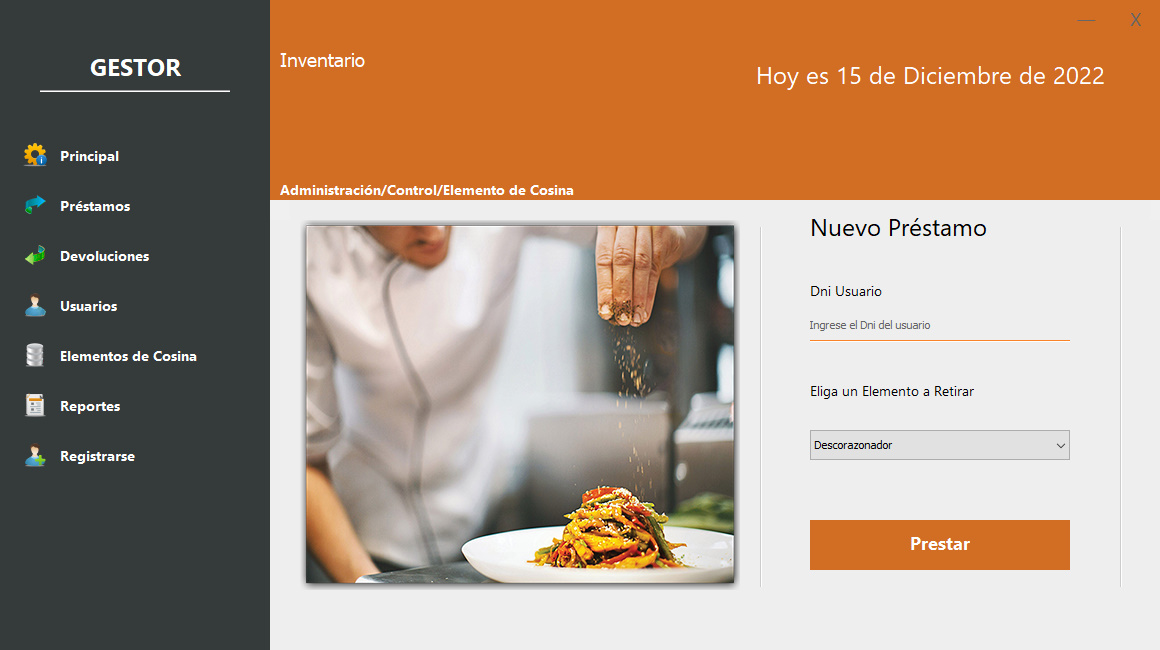 GESTOR
Principal
Préstamos
Devoluciones
Usuarios
Elementos de Cosina
Reportes
Registrarse
X
Inventario
Hoy es 15 de Diciembre de 2022
Administración/Control/Elemento de Cosina
Nuevo Préstamo
Dni Usuario
Ingrese el Dni del usuario
Eliga un Elemento a Retirar
Descorazonador
Prestar